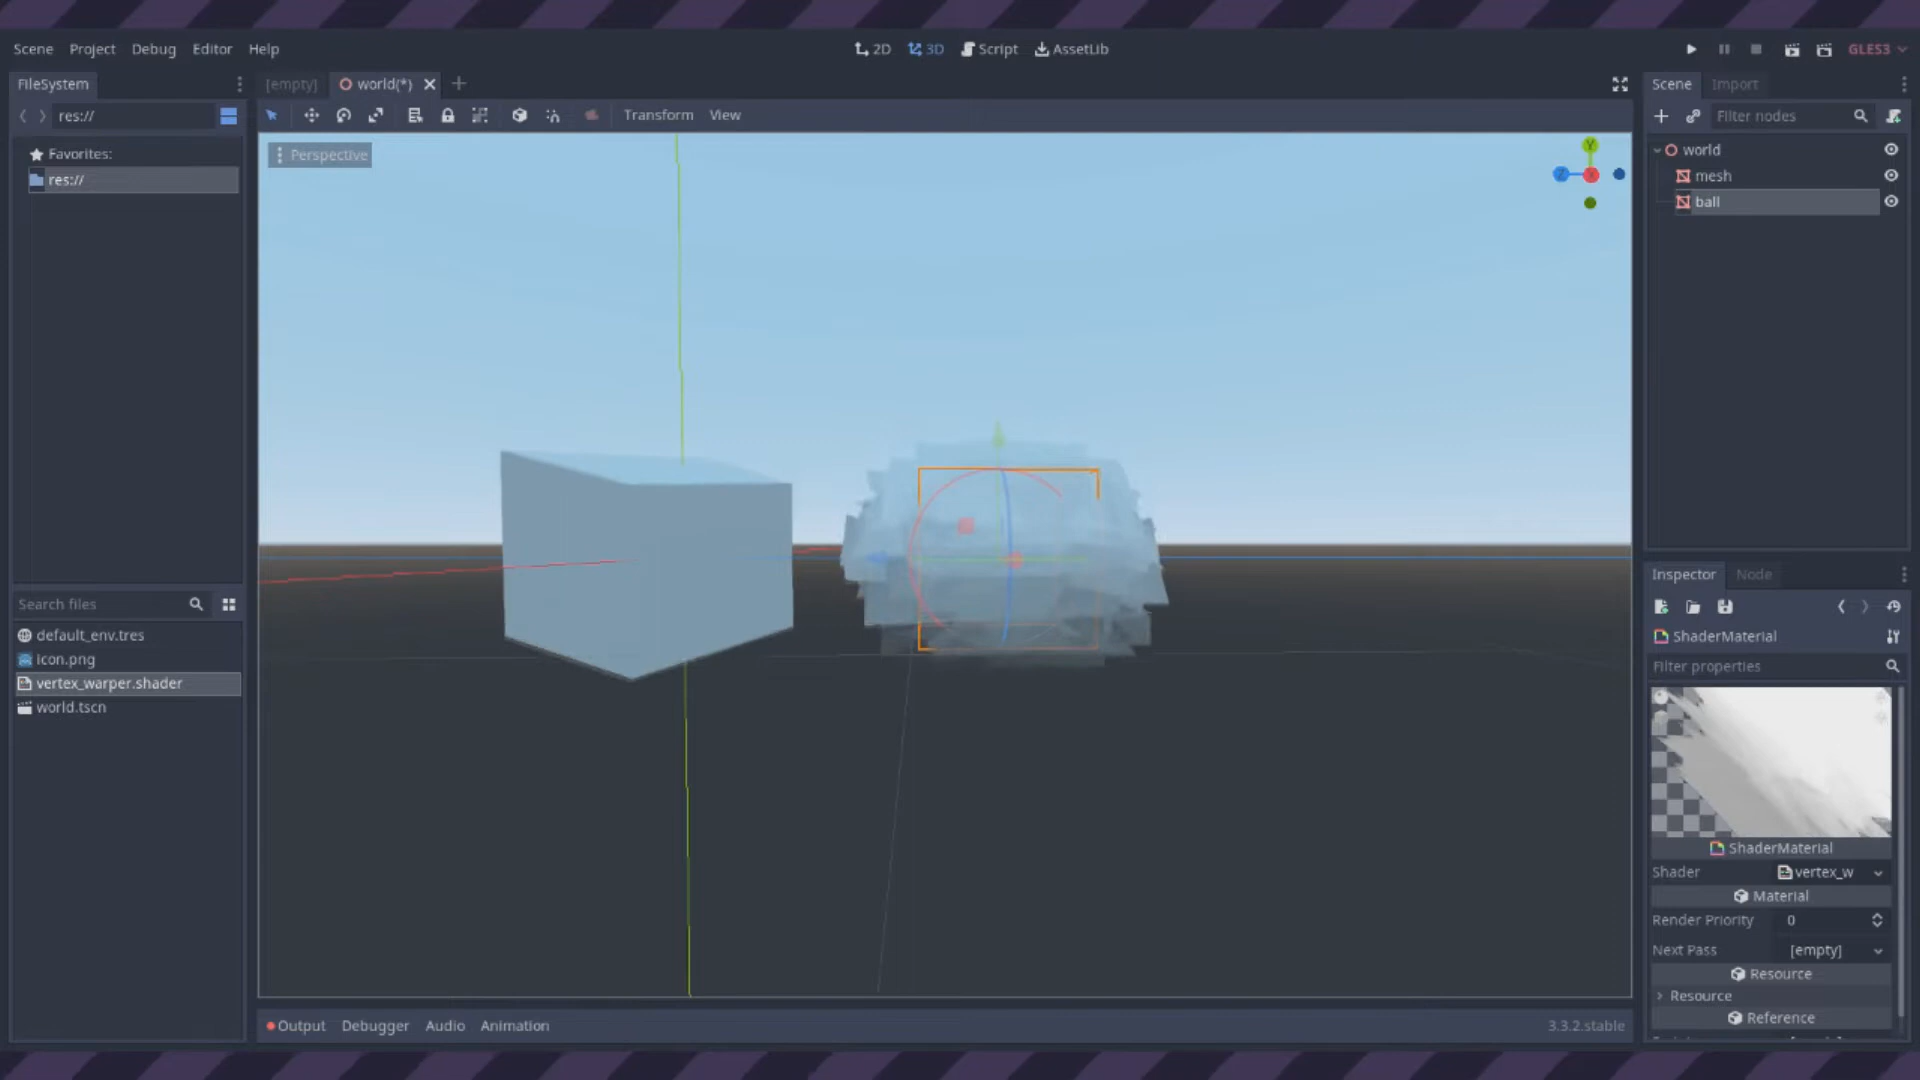 Scene Project Debug Editor Help
2D 3D Script AssetLib
GLES3
FileSystem
res://
Favorites:
res://
Search files
default_env.tres
icon.png
vertex_warper.shader
world.tscn
[empty] world(*)
Transform View
Perspective
Y
Z
X
Output Debugger Audio Animation
3.3.2.stable
Scene Import
Filter nodes
world
mesh
ball
Inspector Node
ShaderMaterial
Filter properties
ShaderMaterial
Shader vertex_w
Material
Render Priority 0
Next Pass [empty]
Resource
Resource
Reference